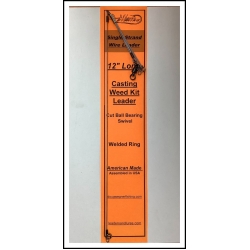 Single Strand
Wire Leader
12" Long
Casting
Weed Kit
Leader
Cut Ball Bearing
Swivel
Welded Ring
American Made
Assembled in USA